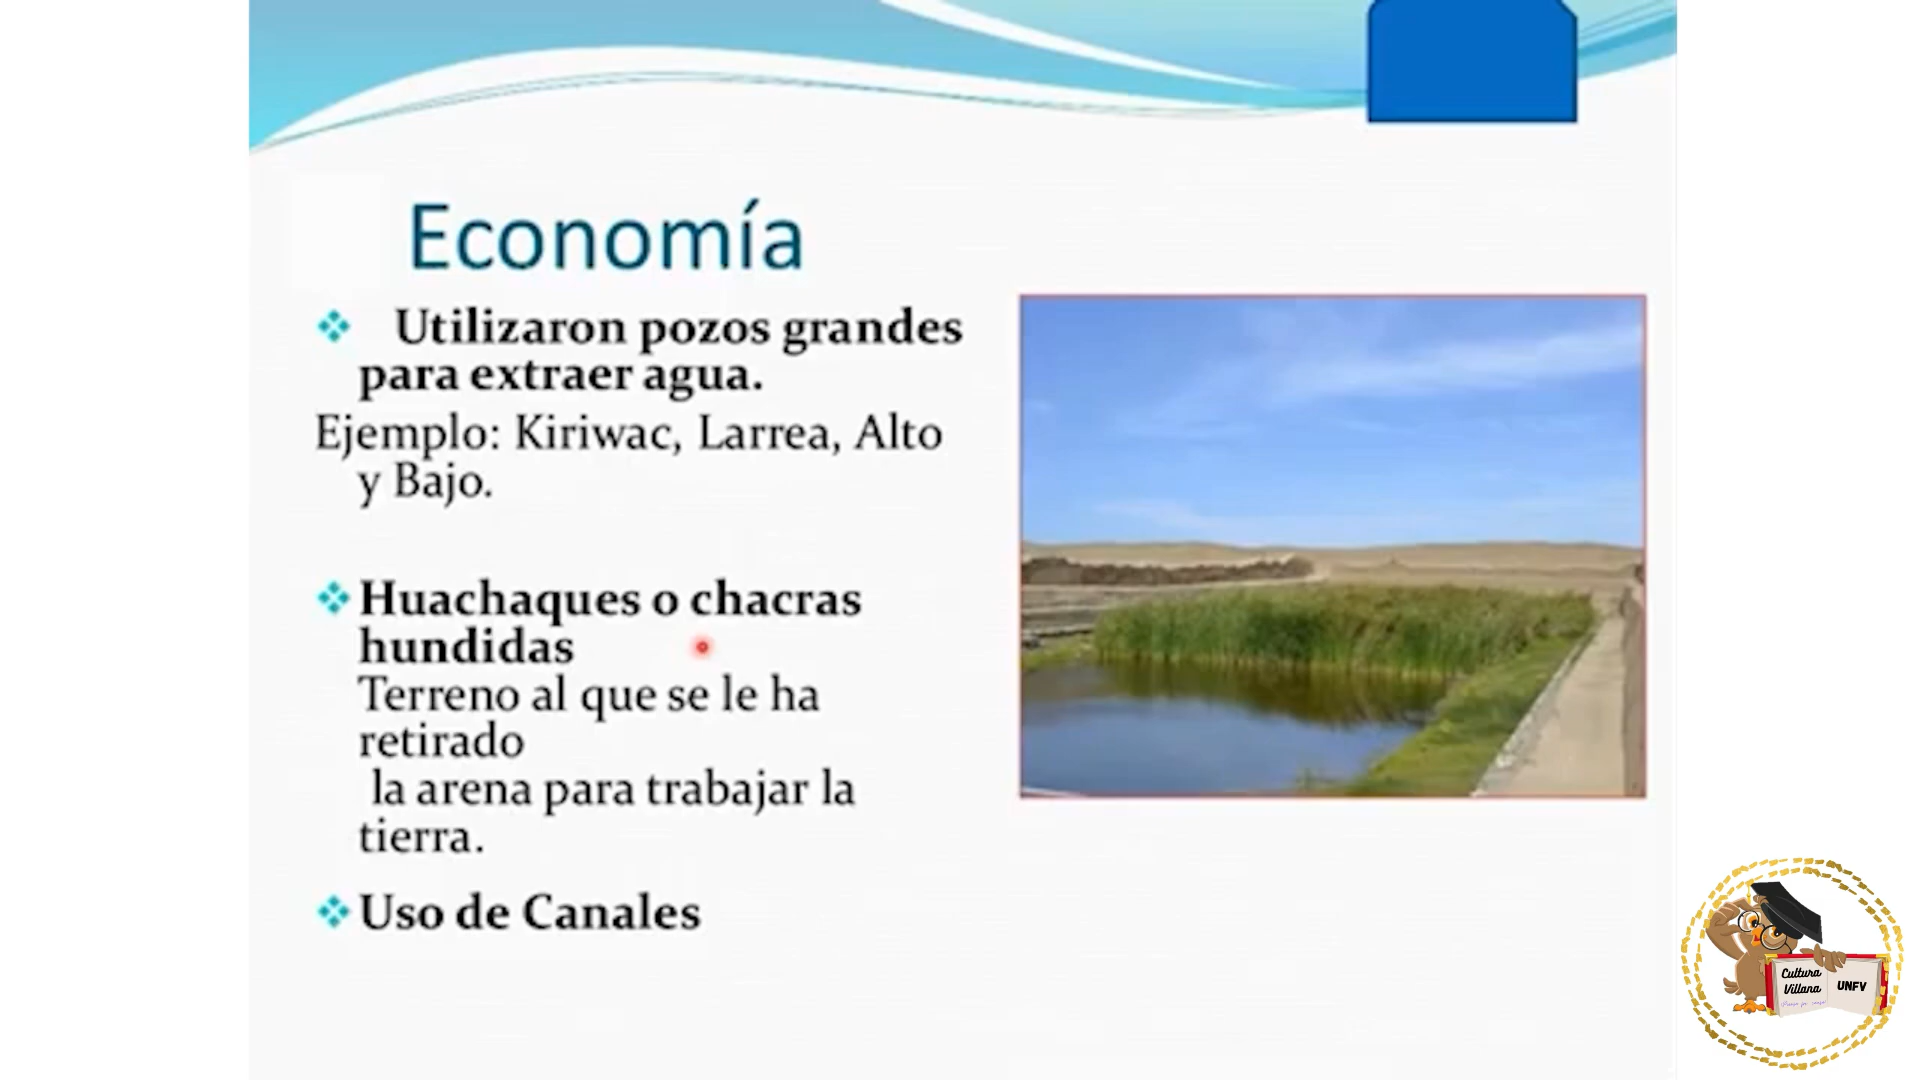 Economía
Utilizaron pozos grandes
para extraer agua.
Ejemplo: Kiriwac, Larrea, Alto
y Bajo.
Huachaques o chacras
hundidas
Terreno al que se le ha
retirado
la arena para trabajar la
tierra.
Uso de Canales
Cultura
Villana
UNFV